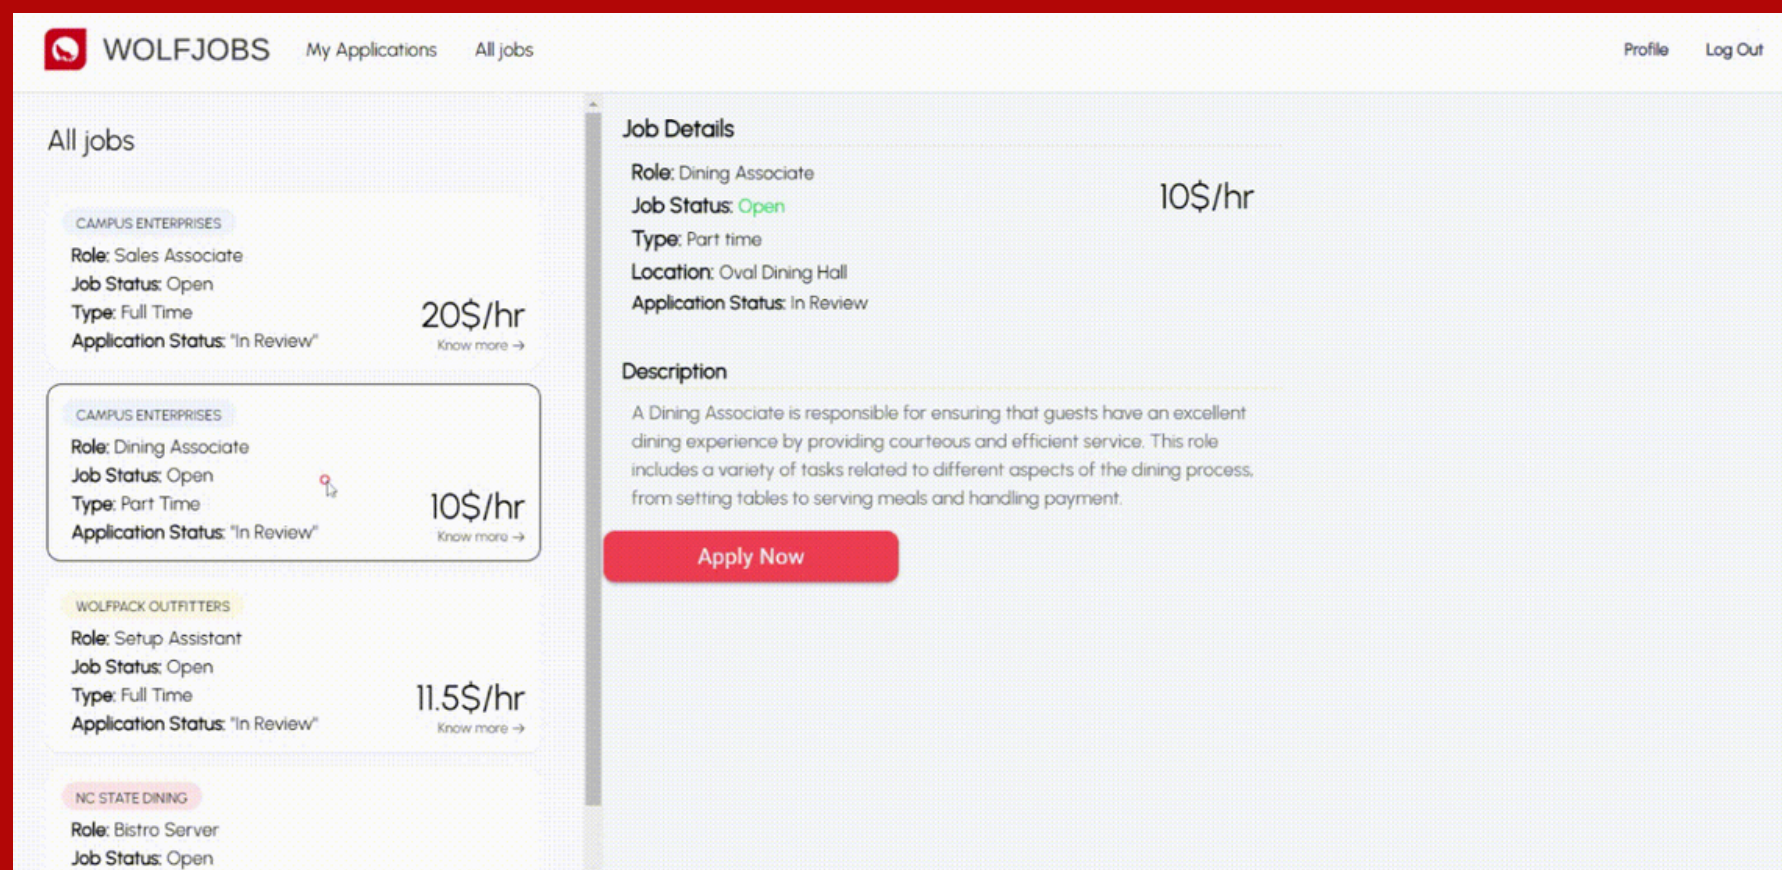 WOLFJOBS
My Applications
All jobs
Profile
Log Out
All jobs
CAMPUS ENTERPRISES
Role: Sales Associate
Job Status: Open
Type: Full Time
Application Status: "In Review"
20$/hr
Know more →
CAMPUS ENTERPRISES
Role: Dining Associate
Job Status: Open
Type: Part Time
Application Status: "In Review"
10$/hr
Know more →
WOLFPACK OUTFITTERS
Role: Setup Assistant
Job Status: Open
Type: Full Time
Application Status: "In Review"
11.5$/hr
Know more →
NC STATE DINING
Role: Bistro Server
Job Status: Open
Job Details
Role: Dining Associate
Job Status: Open
Type: Part time
Location: Oval Dining Hall
Application Status: In Review
10$/hr
Description
A Dining Associate is responsible for ensuring that guests have an excellent
dining experience by providing courteous and efficient service. This role
includes a variety of tasks related to different aspects of the dining process,
from setting tables to serving meals and handling payment.
Apply Now